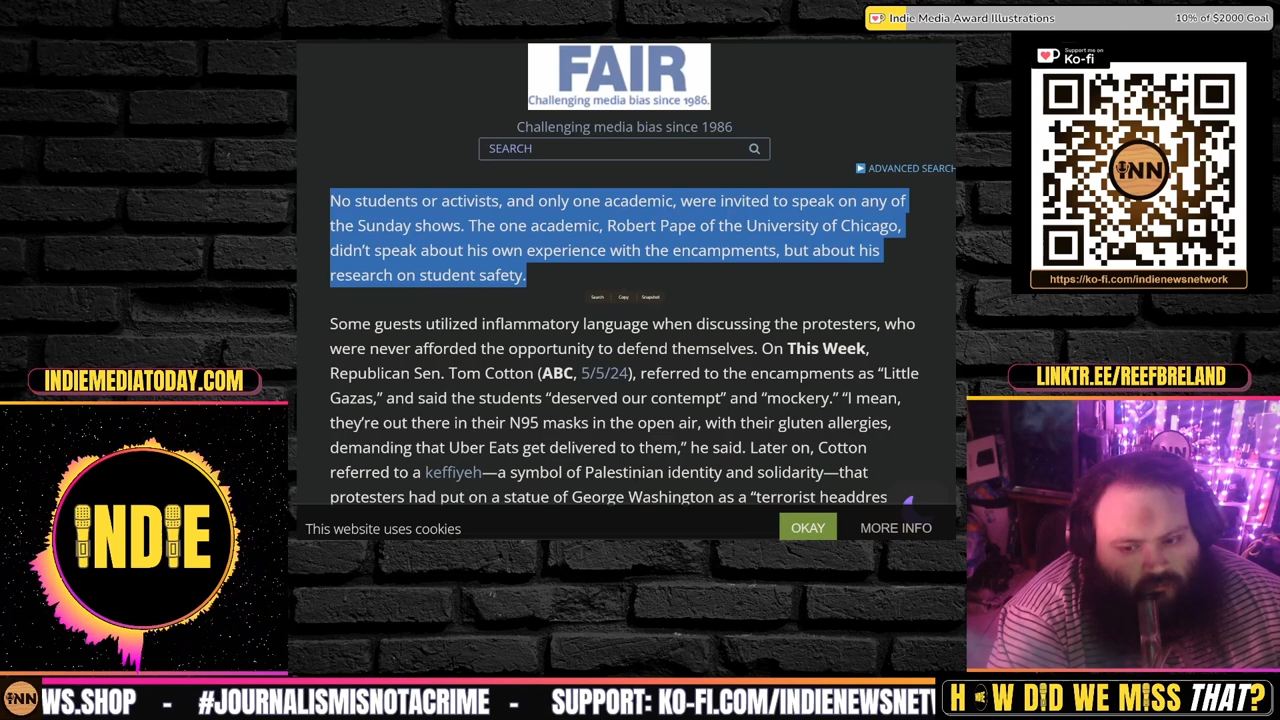 Indie Media Award Illustrations
10% of $2000 Goal
FAIR
Challenging media bias since 1986.
Challenging media bias since 1986
SEARCH
ADVANCED SEARCH
No students or activists, and only one academic, were invited to speak on any of
the Sunday shows. The one academic, Robert Pape of the University of Chicago,
didn’t speak about his own experience with the encampments, but about his
research on student safety.
Search Copy Snapshot
Some guests utilized inflammatory language when discussing the protesters, who
were never afforded the opportunity to defend themselves. On This Week,
Republican Sen. Tom Cotton (ABC, 5/5/24), referred to the encampments as “Little
Gazas,” and said the students “deserved our contempt” and “mockery.” “I mean,
they’re out there in their N95 masks in the open air, with their gluten allergies,
demanding that Uber Eats get delivered to them,” he said. Later on, Cotton
referred to a keffiyeh—a symbol of Palestinian identity and solidarity—that
protesters had put on a statue of George Washington as a “terrorist headdres
This website uses cookies
OKAY
MORE INFO
Support me on
Ko-fi
INN
https://ko-fi.com/indienewsnetwork
INDIEMEDIATODAY.COM
LINKTR.EE/REEFBRELAND
INDIE
INN
WS.SHOP - #JOURNALISMISNOTACRIME - SUPPORT: KO-FI.COM/INDIENEWSNETW
HOW DID WE MISS THAT?